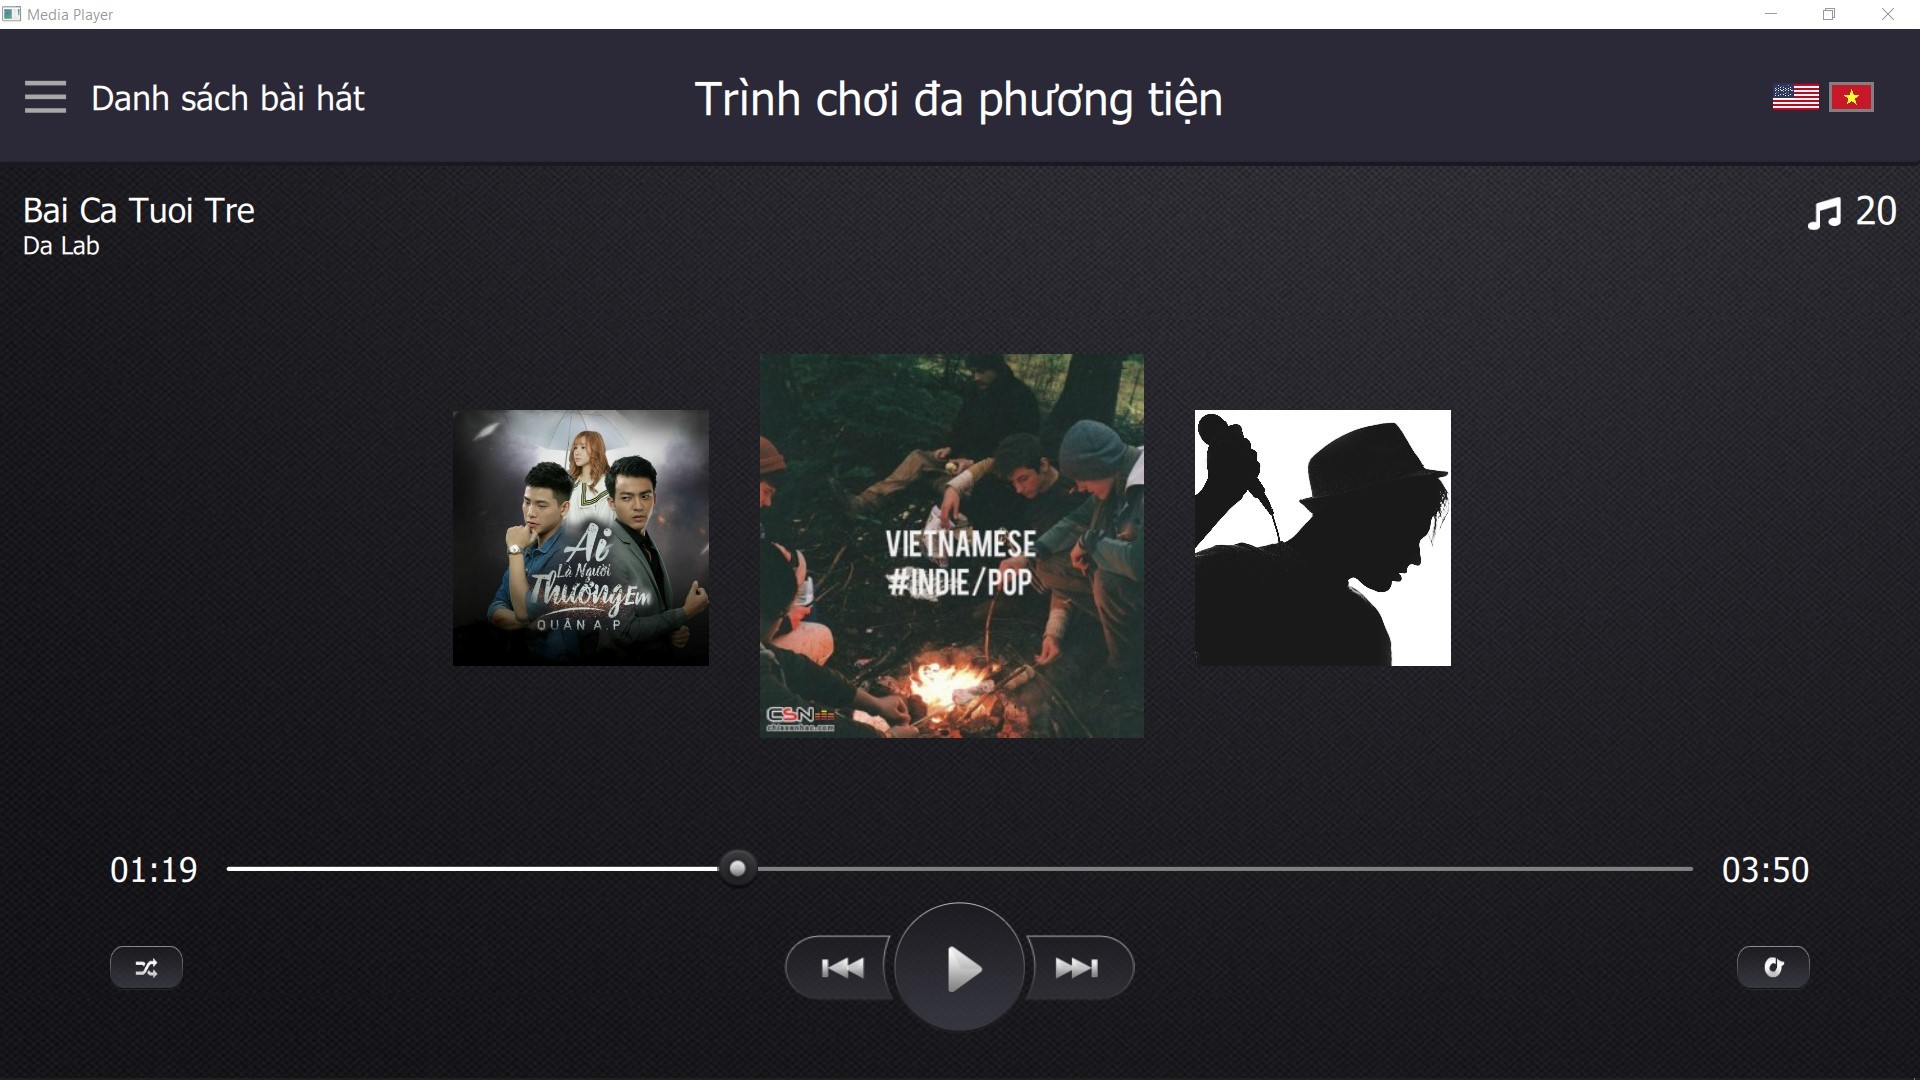 Media Player
Danh sách bài hát
Trình chơi đa phương tiện
Bai Ca Tuoi Tre
Da Lab
20
Ai
Là Người
Thương Em
QUÂN A.P
VIETNAMESE
#INDIE/POP
CSN
chiasenhac.com
01:19
03:50